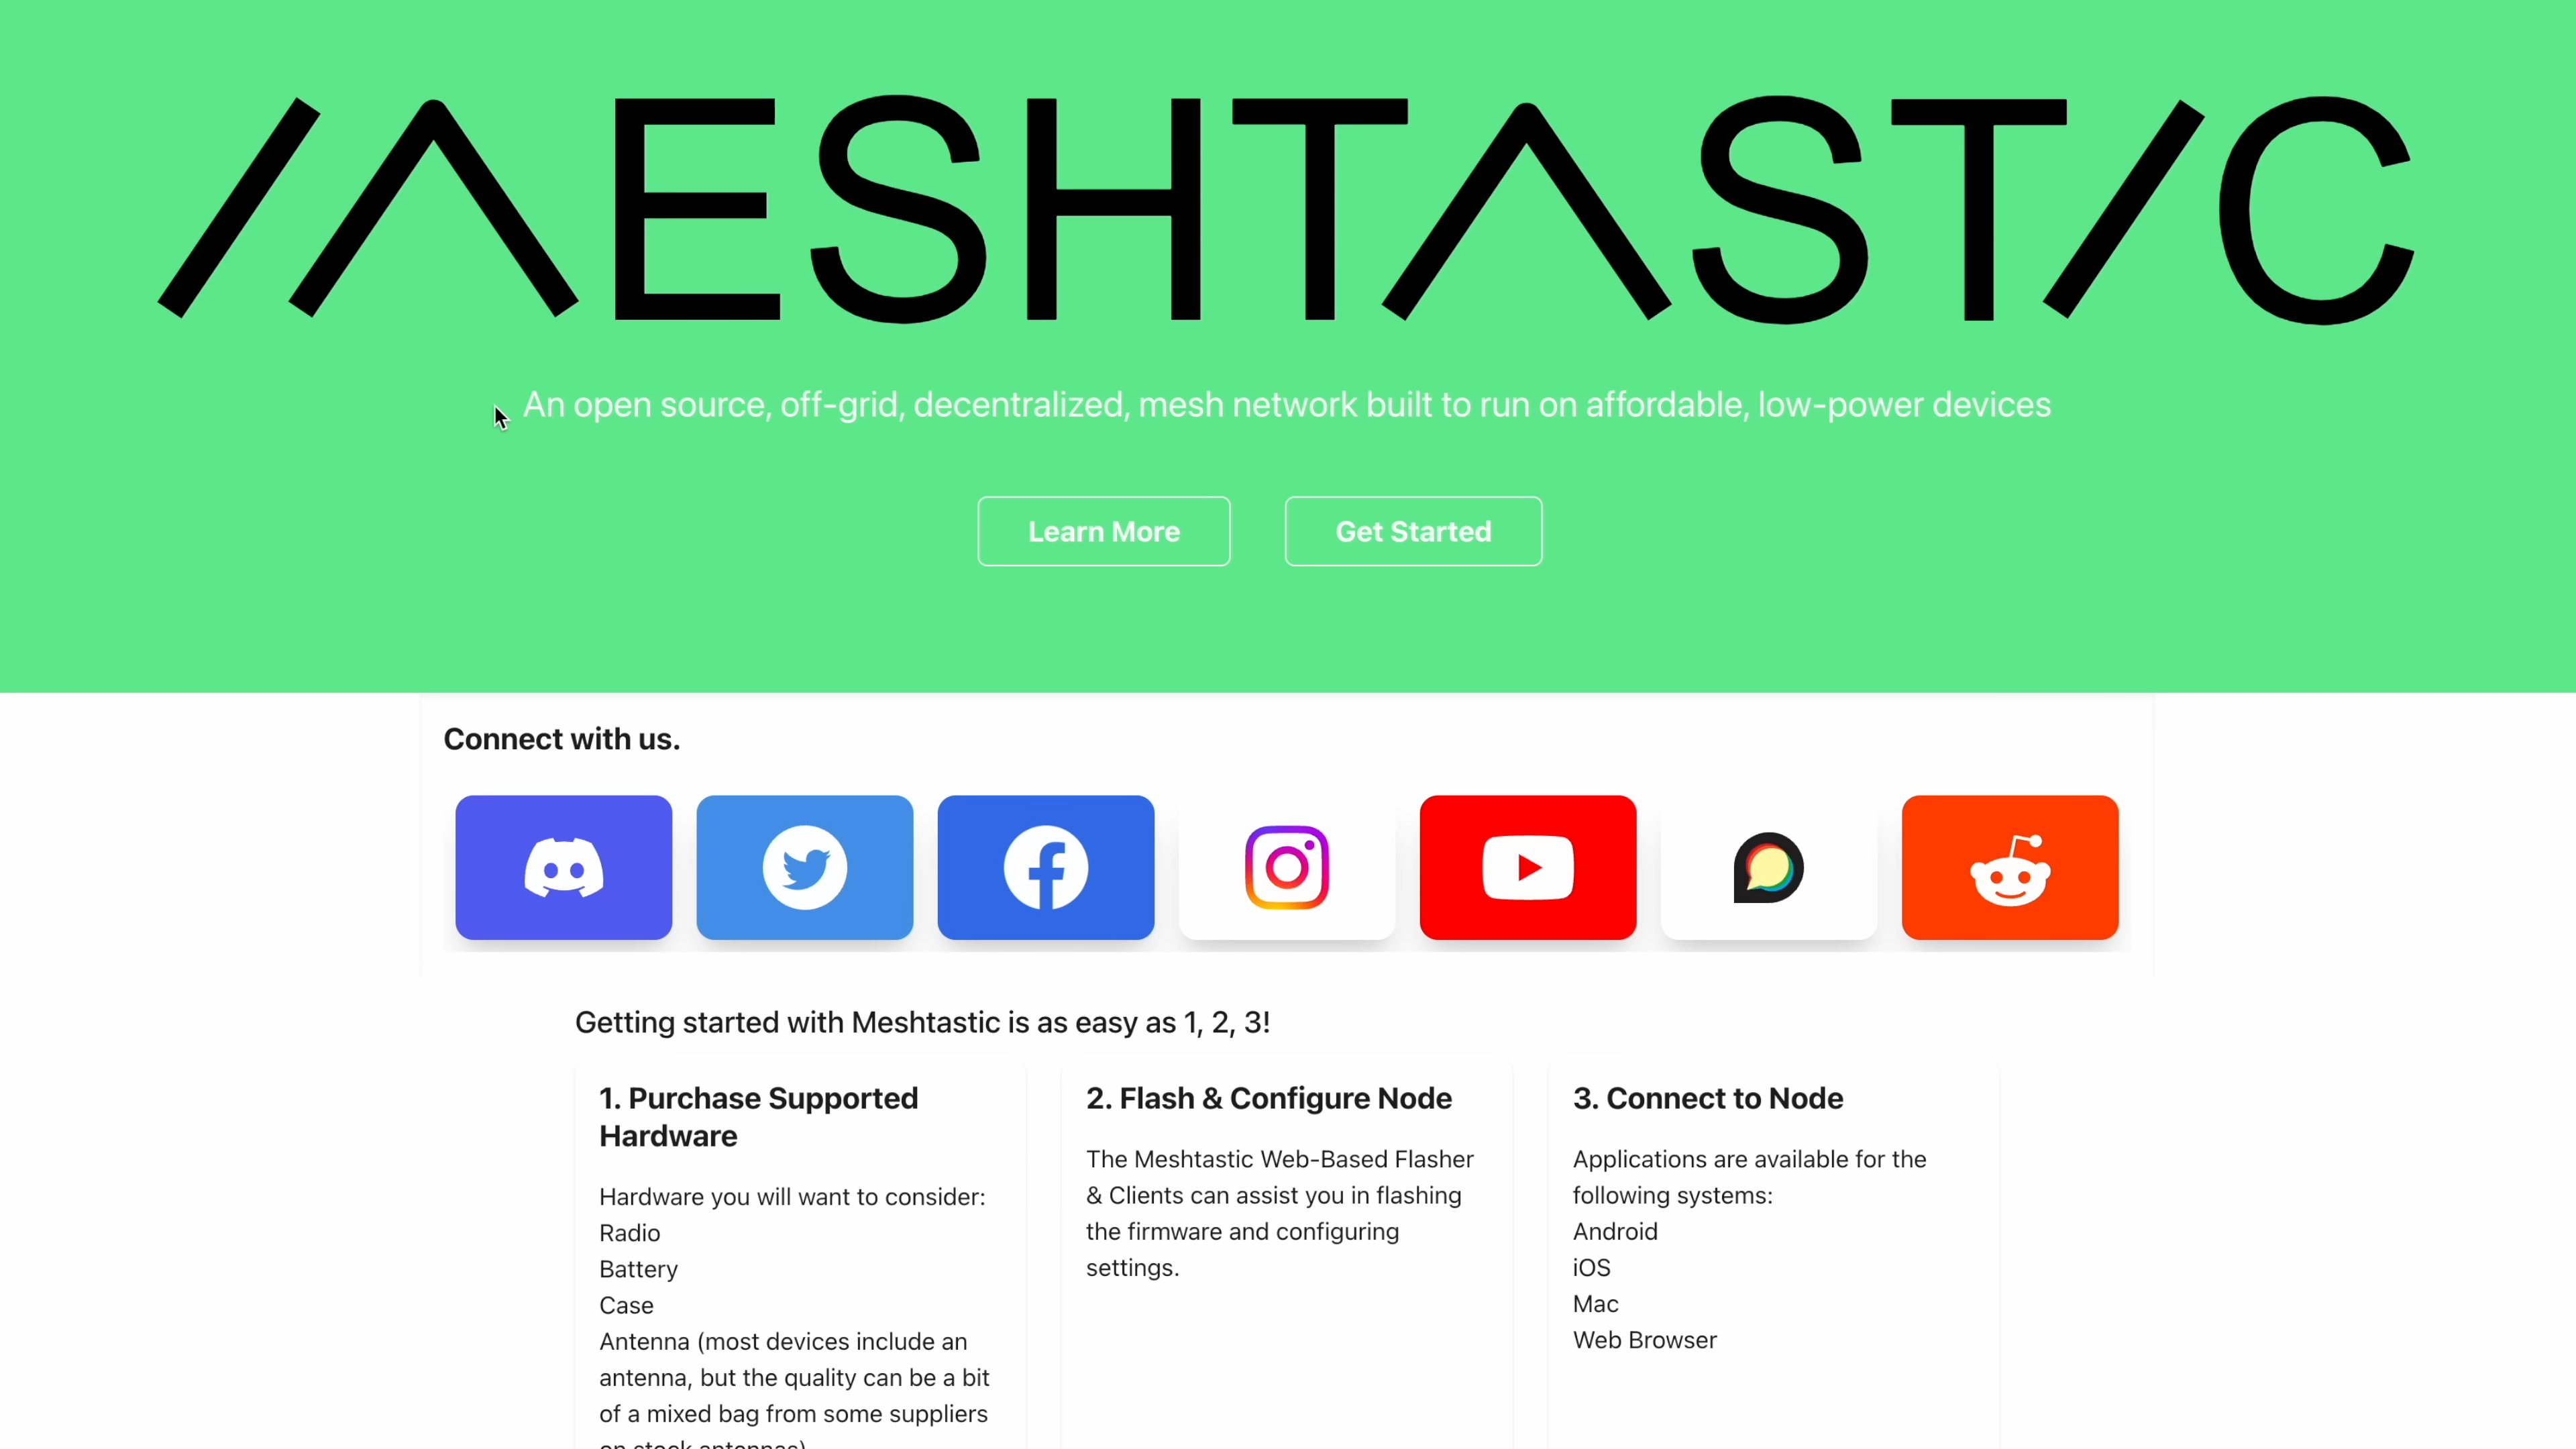 MESHTASTIC
An open source, off-grid, decentralized, mesh network built to run on affordable, low-power devices
Learn More
Get Started
Connect with us.
Getting started with Meshtastic is as easy as 1, 2, 3!
1. Purchase Supported
Hardware
Hardware you will want to consider:
Radio
Battery
Case
Antenna (most devices include an
antenna, but the quality can be a bit
of a mixed bag from some suppliers
on stock antennas)
2. Flash & Configure Node
The Meshtastic Web-Based Flasher
& Clients can assist you in flashing
the firmware and configuring
settings.
3. Connect to Node
Applications are available for the
following systems:
Android
iOS
Mac
Web Browser